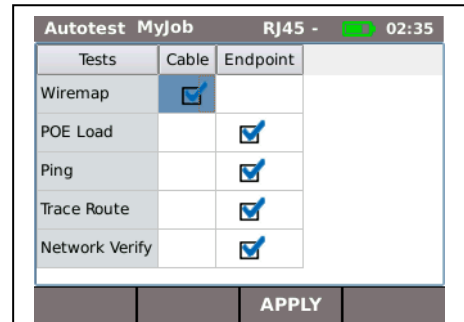 Autotest MyJob RJ45 - 02:35
Tests Cable Endpoint
Wiremap
POE Load
Ping
Trace Route
Network Verify
APPLY